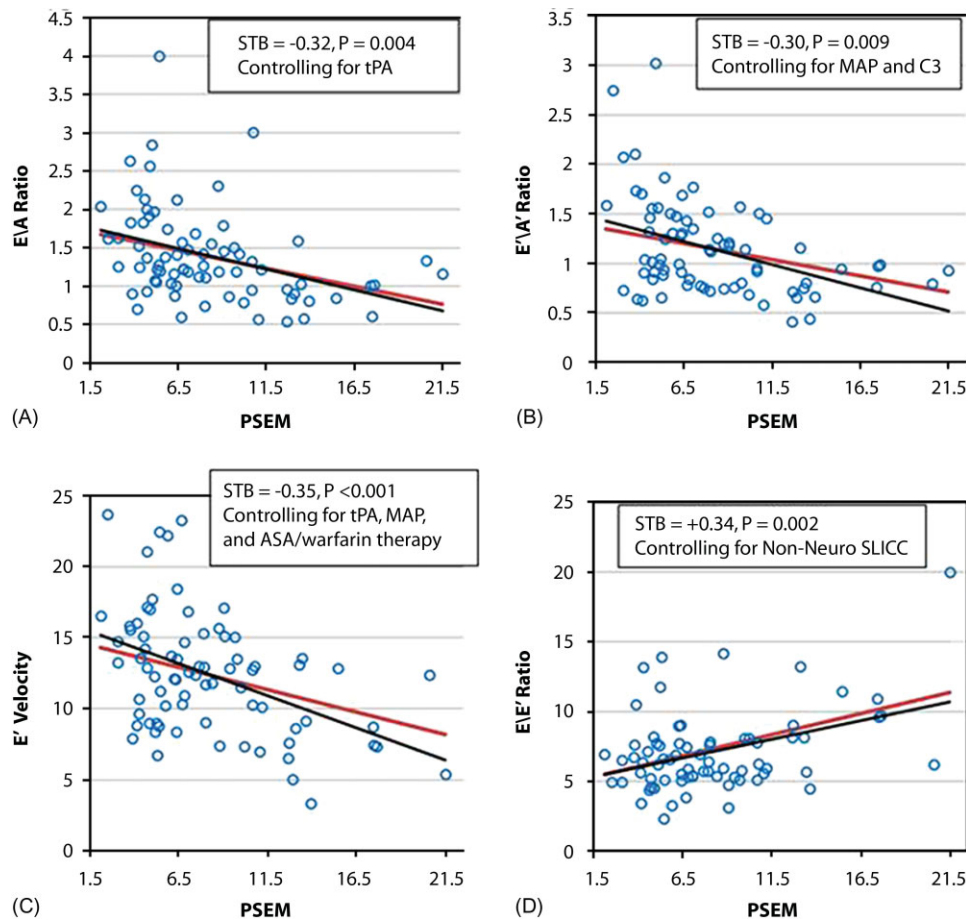 STB = -0.32, P = 0.004
Controlling for tPA
E\A Ratio
4.5
4
3.5
3
2.5
2
1.5
1
0.5
0
1.5 6.5 11.5 16.5 21.5
(A)
PSEM
STB = -0.30, P = 0.009
Controlling for MAP and C3
E'\A' Ratio
3.5
3
2.5
2
1.5
1
0.5
0
1.5 6.5 11.5 16.5 21.5
(B)
PSEM
STB = -0.35, P <0.001
Controlling for tPA, MAP,
and ASA/warfarin therapy
E' Velocity
25
20
15
10
5
0
1.5 6.5 11.5 16.5 21.5
(C)
PSEM
STB = +0.34, P = 0.002
Controlling for Non-Neuro SLICC
E\E' Ratio
25
20
15
10
5
0
1.5 6.5 11.5 16.5 21.5
(D)
PSEM